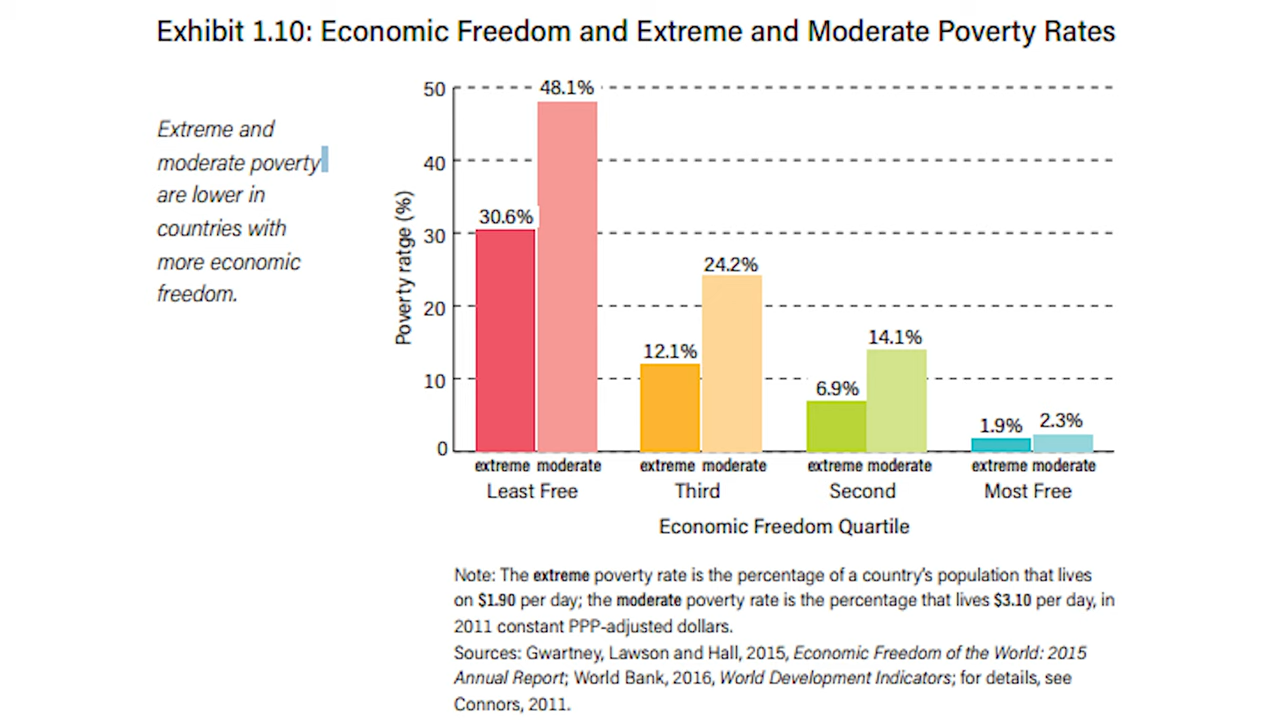 Exhibit 1.10: Economic Freedom and Extreme and Moderate Poverty Rates
Extreme and
moderate poverty
are lower in
countries with
more economic
freedom.
Poverty ratge (%)
50
40
30
20
10
0
30.6%
48.1%
12.1%
24.2%
6.9%
14.1%
1.9%
2.3%
extreme moderate
extreme moderate
extreme moderate
extreme moderate
Least Free
Third
Second
Most Free
Economic Freedom Quartile
Note: The extreme poverty rate is the percentage of a country's population that lives
on $1.90 per day; the moderate poverty rate is the percentage that lives $3.10 per day, in
2011 constant PPP-adjusted dollars.
Sources: Gwartney, Lawson and Hall, 2015, Economic Freedom of the World: 2015
Annual Report; World Bank, 2016, World Development Indicators; for details, see
Connors, 2011.